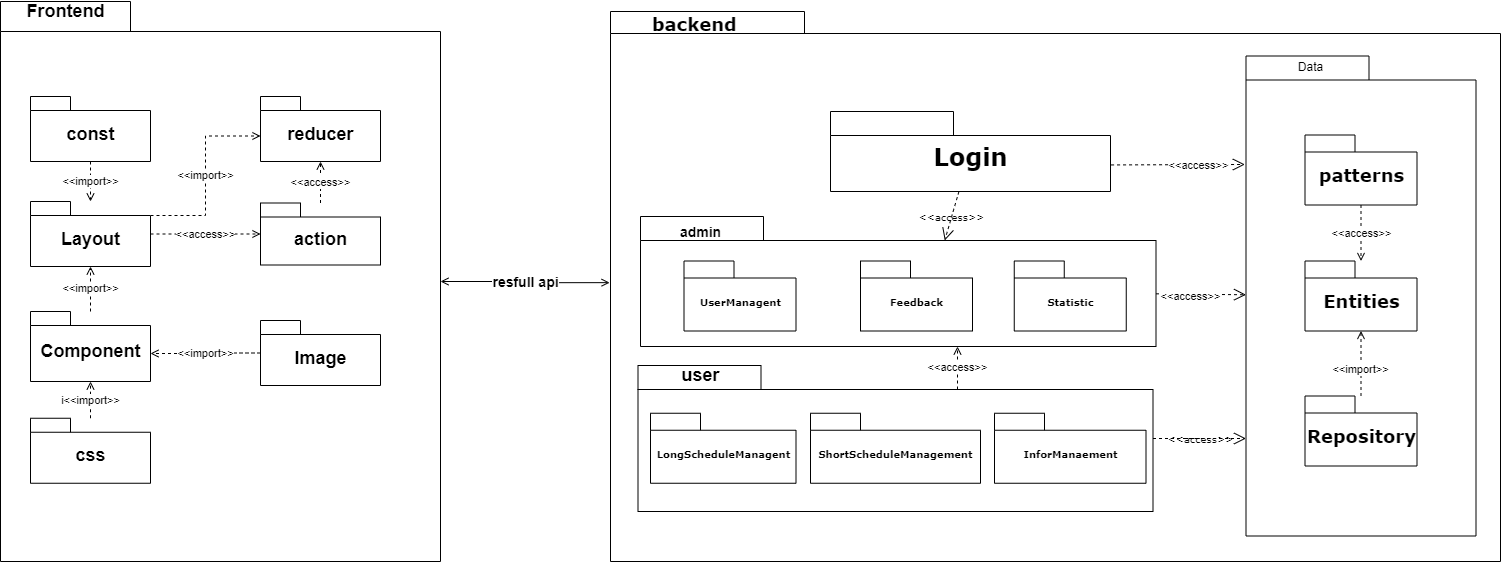 Frontend
const
reducer
<<import>>
<<import>>
<<access>>
Layout
<<access>>
action
<<import>>
Component
<<import>>
Image
i<<import>>
css
resfull api
backend
Data
Login
<<access>>
patterns
<<access>>
<<access>>
admin
UserManagent
Feedback
Statistic
<<access>>
Entities
<<access>>
<<import>>
user
LongScheduleManagent
ShortScheduleManagement
InforManaement
<<access>>
Repository